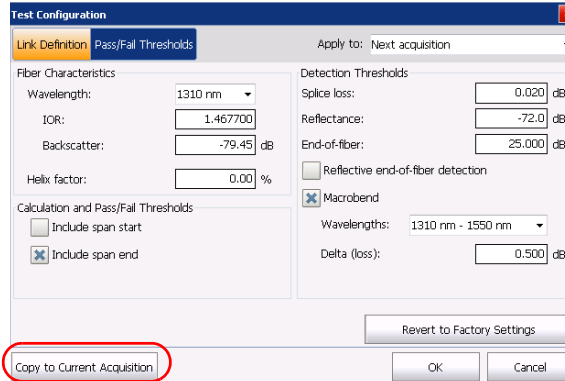 Test Configuration
Link Definition Pass/Fail Thresholds
Apply to: Next acquisition
Fiber Characteristics
Wavelength: 1310 nm
IOR: 1.467700
Backscatter: -79.45 dB
Helix factor: 0.00 %
Calculation and Pass/Fail Thresholds
Include span start
Include span end
Detection Thresholds
Splice loss: 0.020 dB
Reflectance: -72.0 dB
End-of-fiber: 25.000 dB
Reflective end-of-fiber detection
Macrobend
Wavelengths: 1310 nm - 1550 nm
Delta (loss): 0.500 dB
Revert to Factory Settings
Copy to Current Acquisition
OK
Cancel